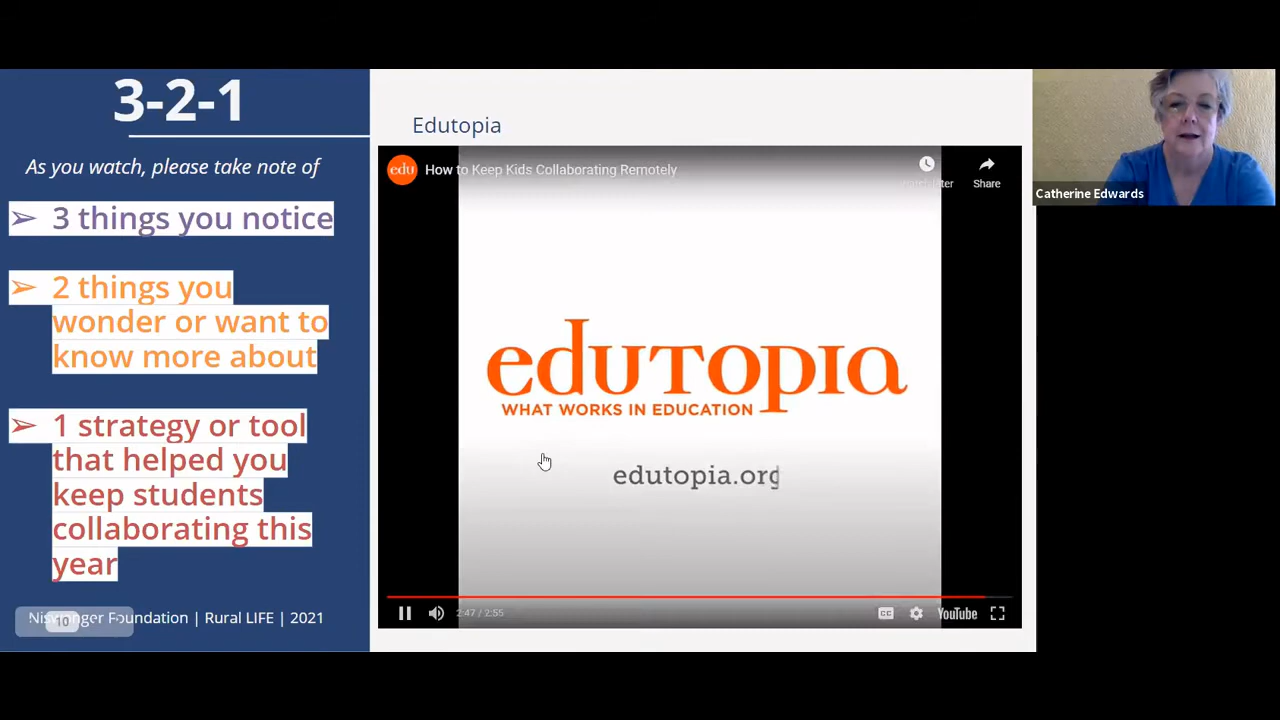 3-2-1
As you watch, please take note of
➢ 3 things you notice
➢ 2 things you
wonder or want to
know more about
➢ 1 strategy or tool
that helped you
keep students
collaborating this
year
Foundation | Rural LIFE | 2021
10
Edutopia
edu
How to Keep Kids Collaborating Remotely
Share
edutopia
WHAT WORKS IN EDUCATION
edutopia.org
2:47 / 2:55
CC
YouTube
Catherine Edwards